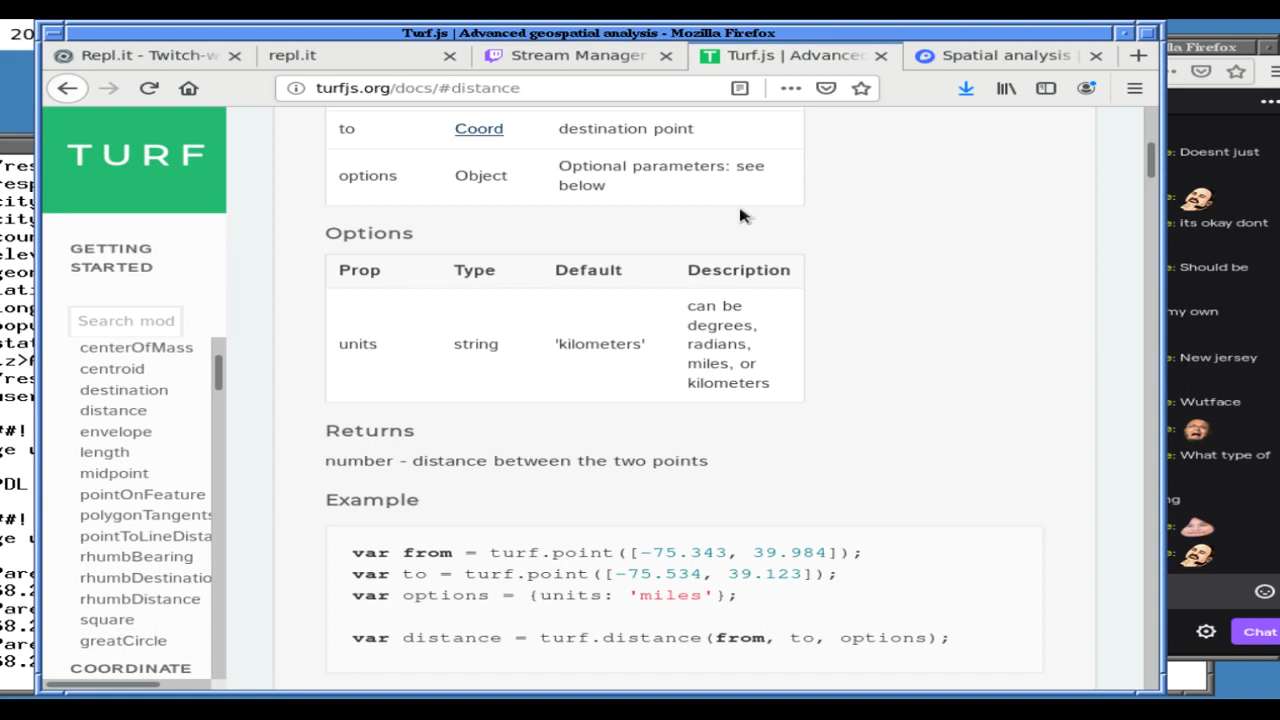 20
Turf.js | Advanced geospatial analysis - Mozilla Firefox
lla Firefox
Repl.it - Twitch-w
repl.it
Stream Manager
Turf.js | Advance
Spatial analysis
turfjs.org/docs/#distance
TURF
GETTING
STARTED
Search mod
centerOfMass
centroid
destination
distance
envelope
length
midpoint
pointOnFeature
polygonTangents
pointToLineDista
rhumbBearing
rhumbDestinatio
rhumbDistance
square
greatCircle
COORDINATE
to Coord destination point
options Object Optional parameters: see
below
Options
Prop Type Default Description
units string 'kilometers' can be
degrees,
radians,
miles, or
kilometers
Returns
number - distance between the two points
Example
var from = turf.point([-75.343, 39.984]);
var to = turf.point([-75.534, 39.123]);
var options = {units: 'miles'};
var distance = turf.distance(from, to, options);
Doesnt just
its okay dont
Should be
my own
New jersey
Wutface
What type of
Chat